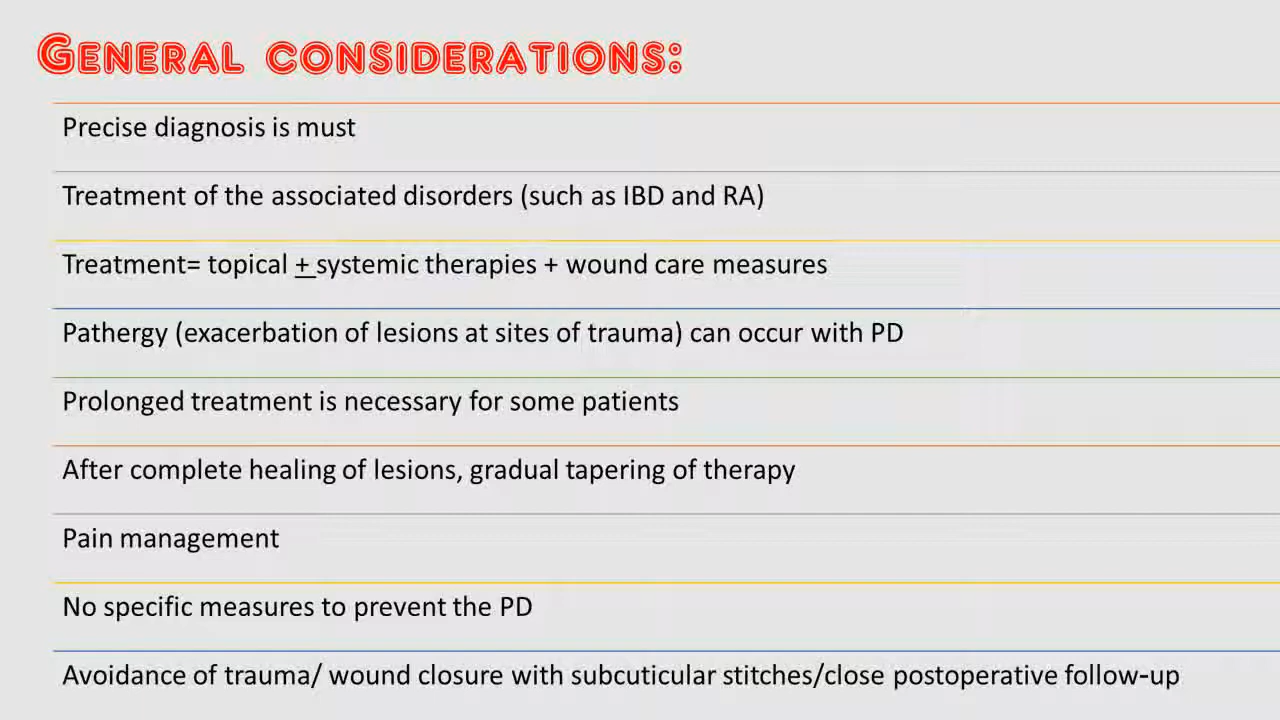 General considerations:
Precise diagnosis is must
Treatment of the associated disorders (such as IBD and RA)
Treatment= topical + systemic therapies + wound care measures
Pathergy (exacerbation of lesions at sites of trauma) can occur with PD
Prolonged treatment is necessary for some patients
After complete healing of lesions, gradual tapering of therapy
Pain management
No specific measures to prevent the PD
Avoidance of trauma/ wound closure with subcuticular stitches/close postoperative follow-up